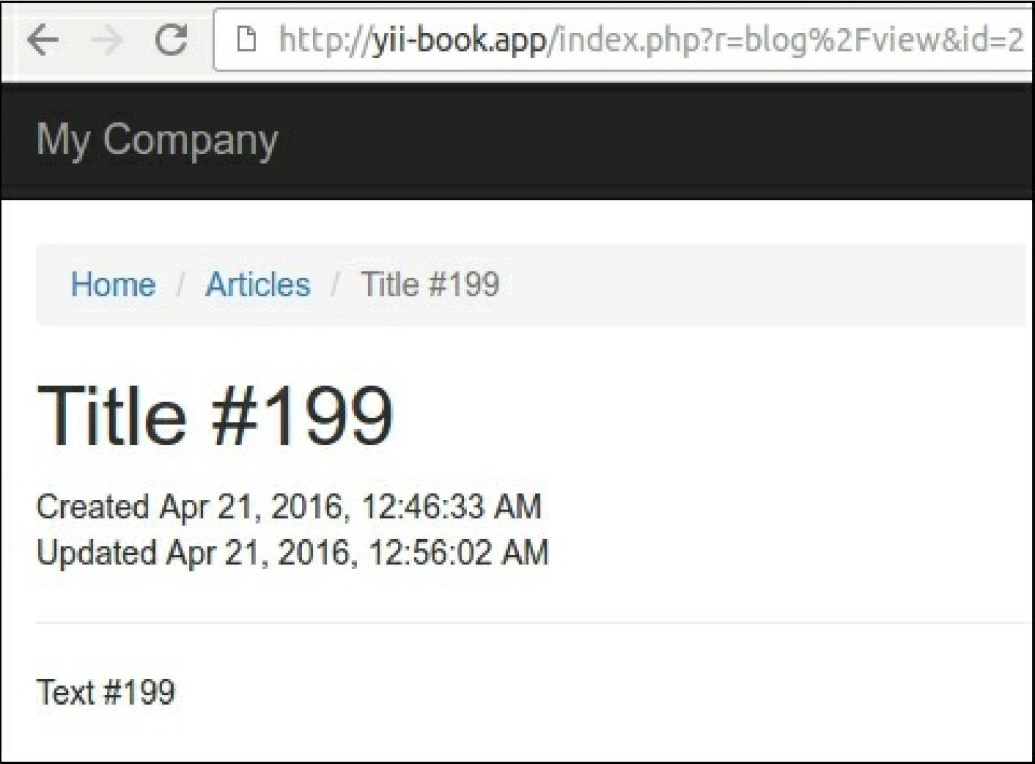 http://yii-book.app/index.php?r=blog%2Fview&id=2
My Company
Home / Articles / Title #199
Title #199
Created Apr 21, 2016, 12:46:33 AM
Updated Apr 21, 2016, 12:56:02 AM
Text #199